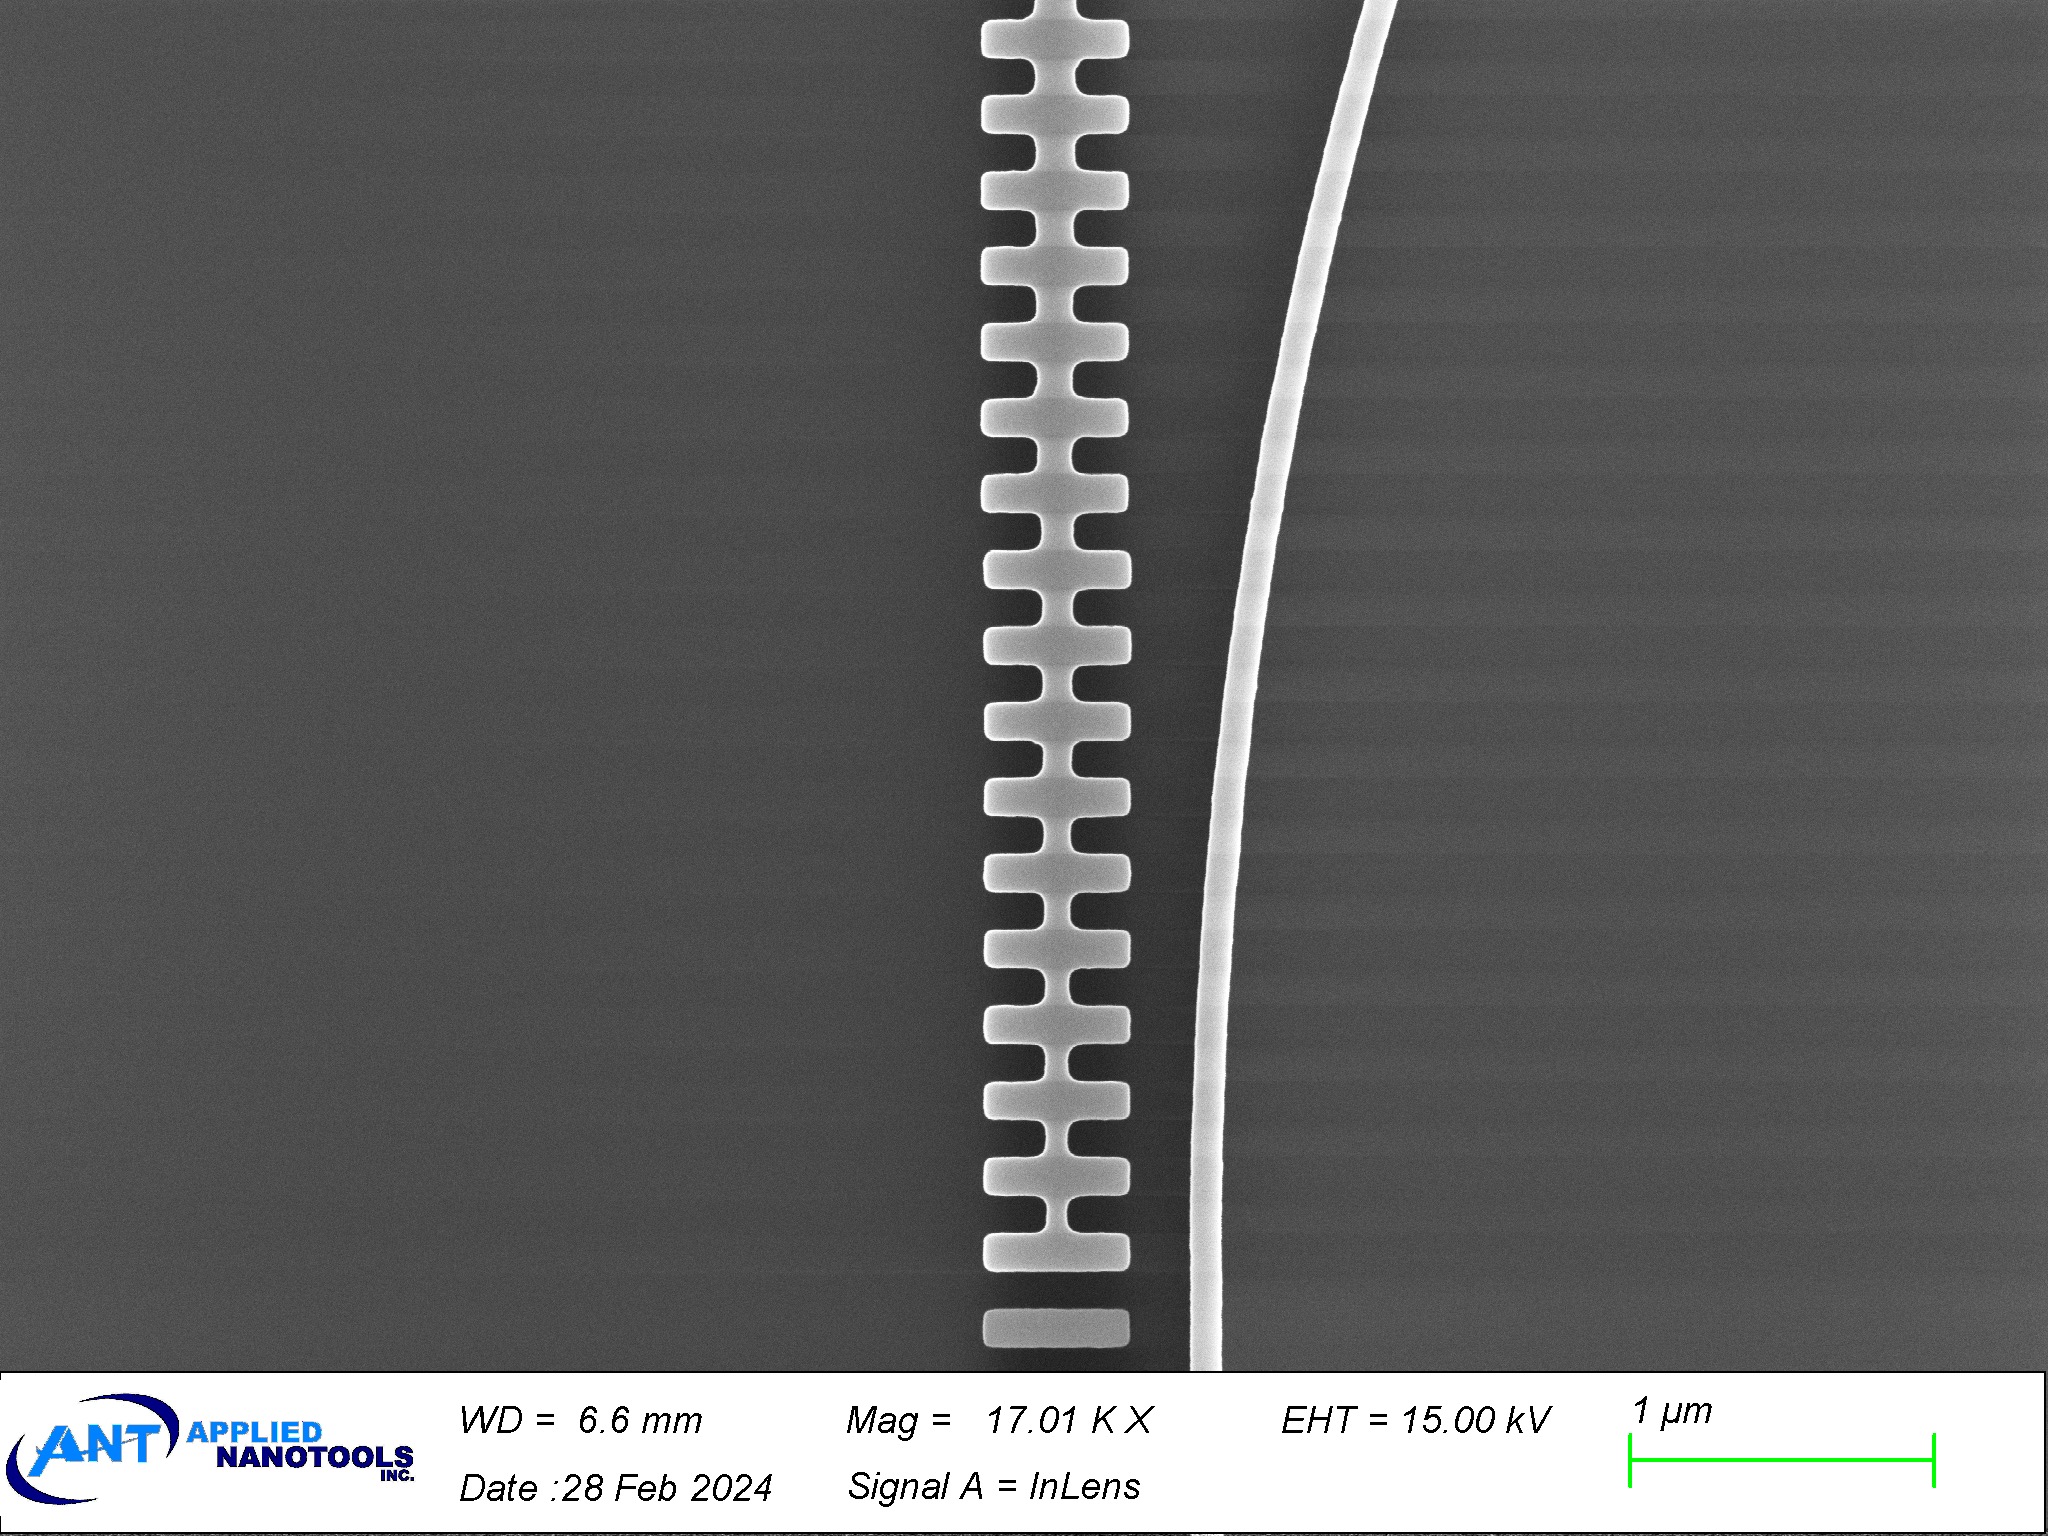 ANT APPLIED
NANOTOOLS
INC.
WD = 6.6 mm Mag = 17.01 K X EHT = 15.00 kV 1 µm
Date :28 Feb 2024 Signal A = InLens